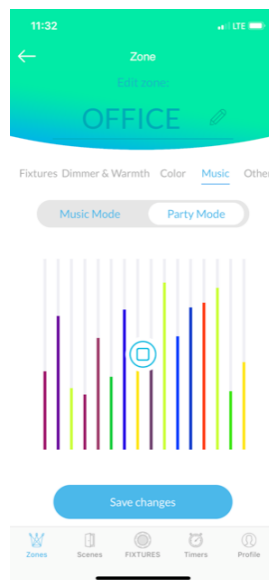 11:32
LTE
Zone
Edit zone:
OFFICE
Fixtures Dimmer & Warmth Color Music Othe
Music Mode Party Mode
Save changes
Zones Scenes FIXTURES Timers Profile